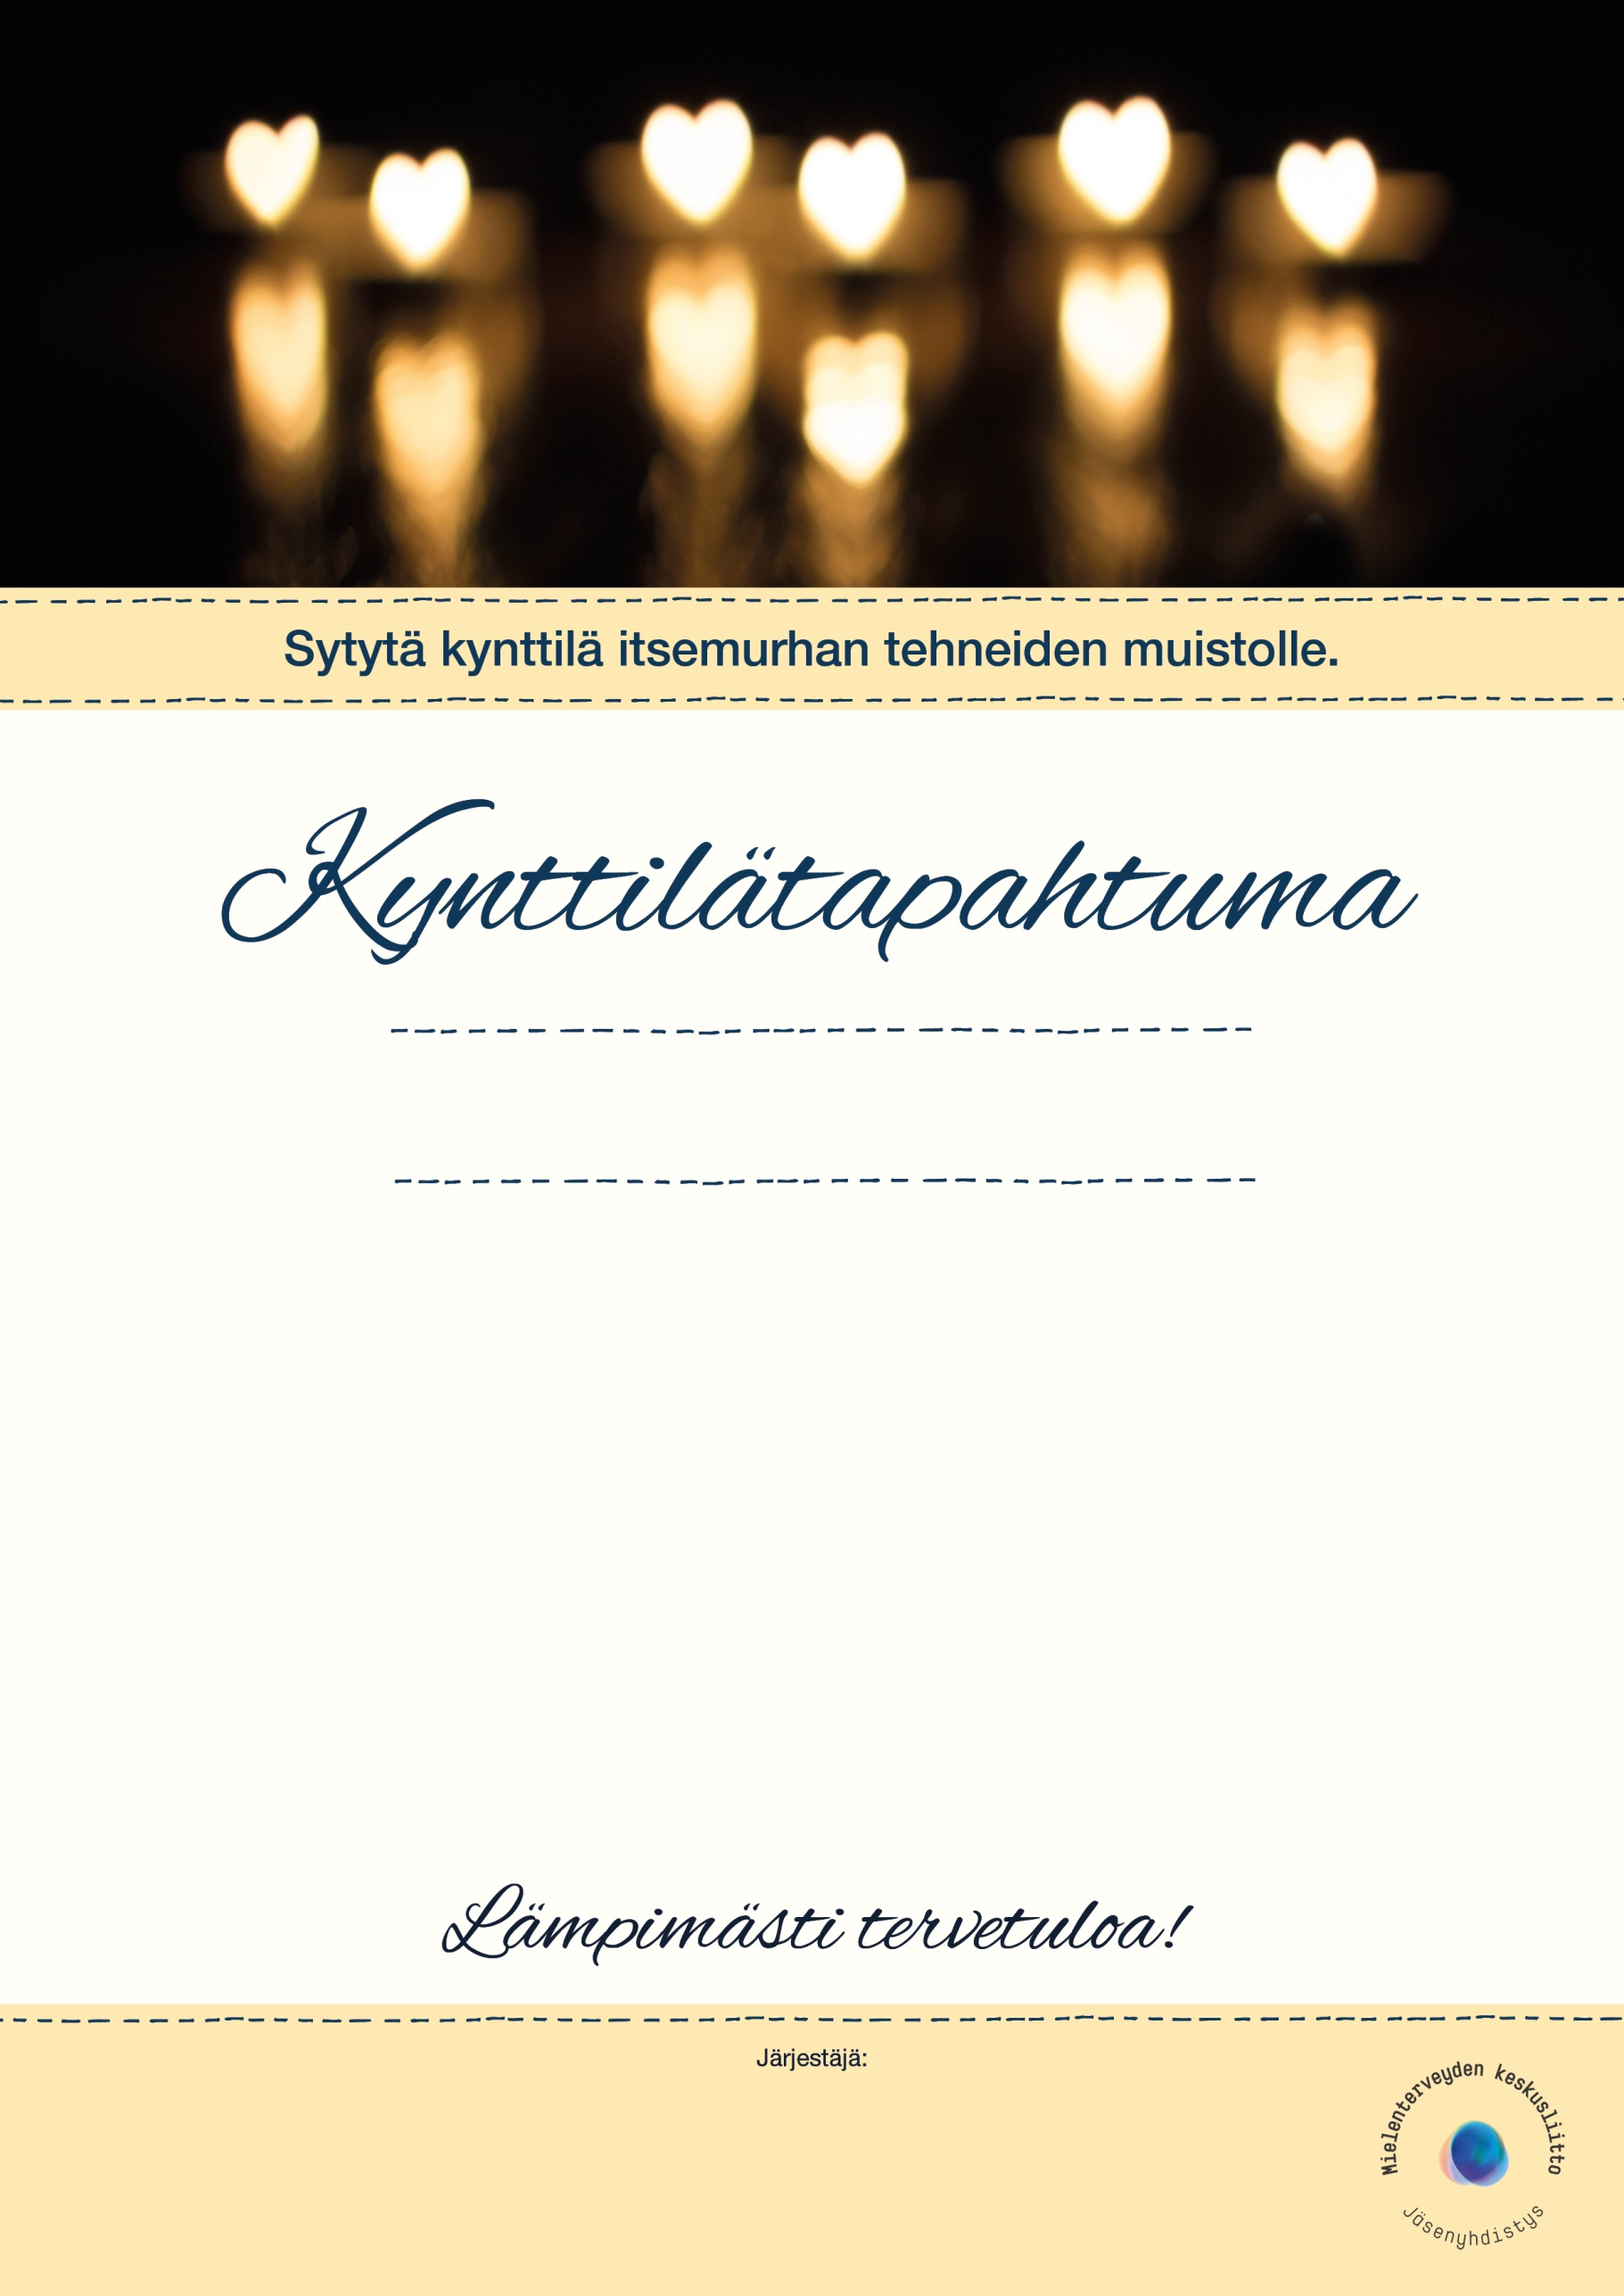 Sytytä kynttilä itsemurhan tehneiden muistolle.
Kynttilätapahtuma
Lämpimästi tervetuloa!
Järjestäjä:
Mielenterveyden keskusliitto
Jäsenyhdistys